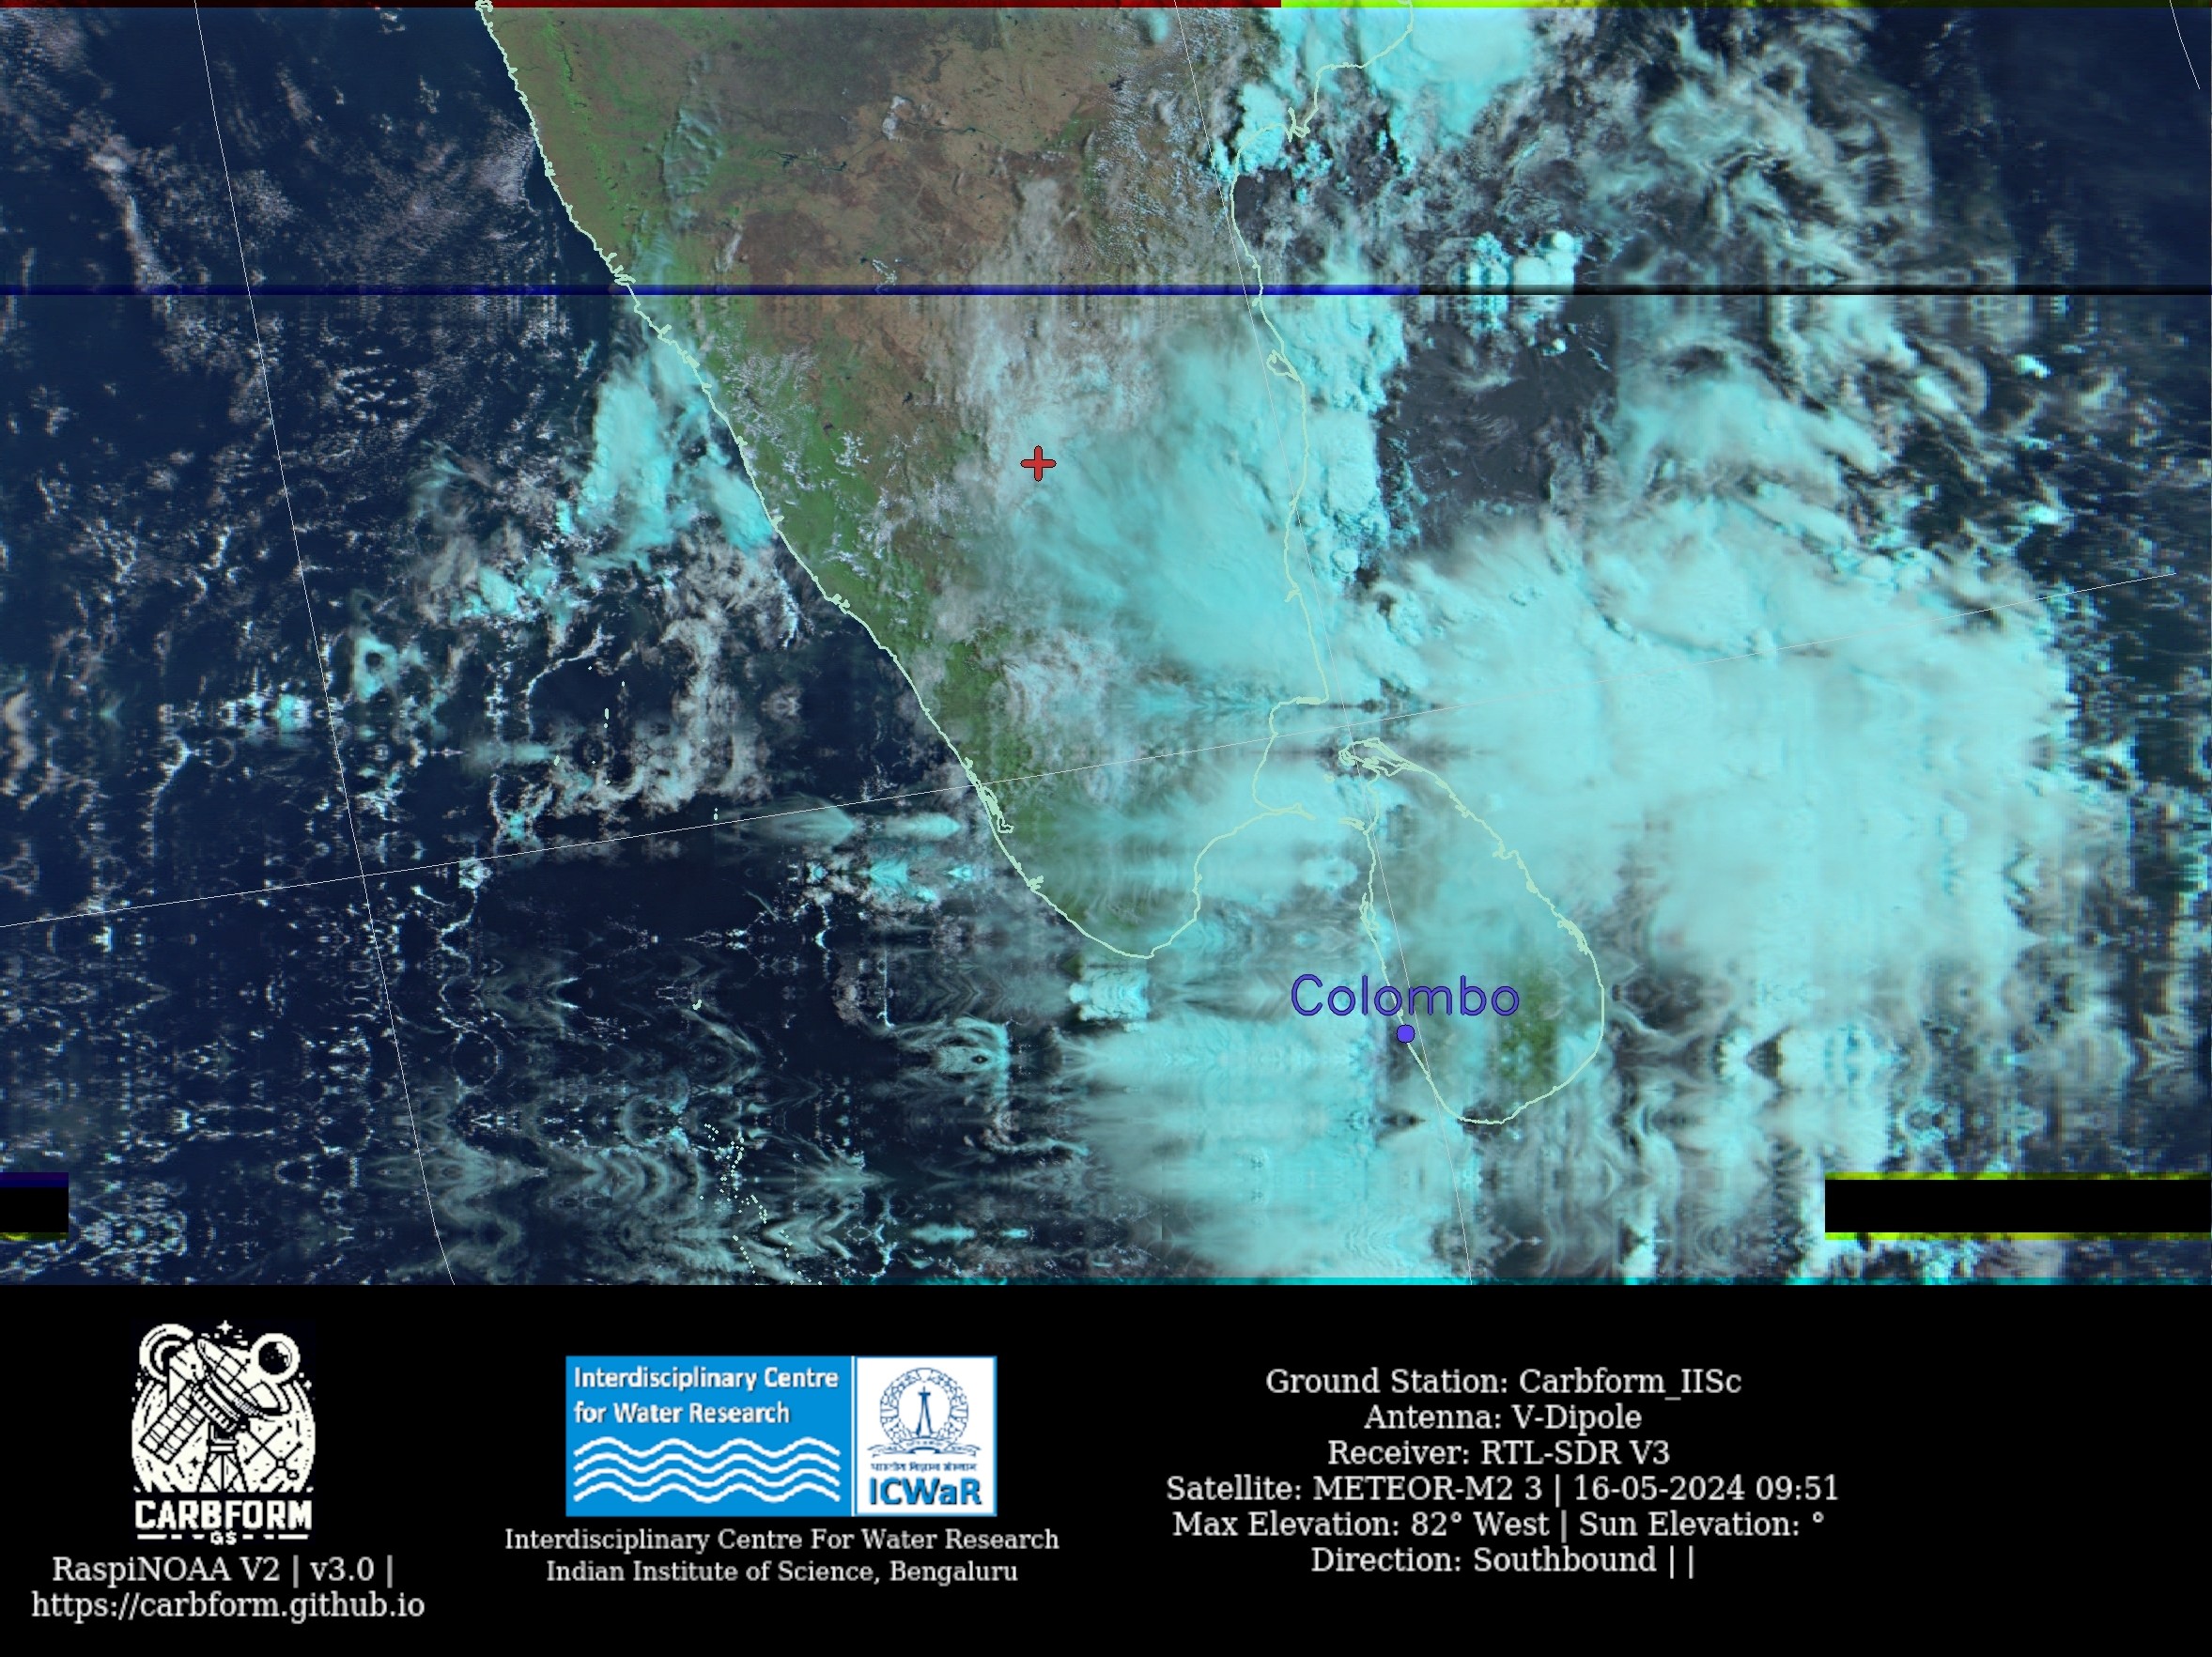 Colombo
CARBFORM
GS
RaspiNOAA V2 | v3.0 |
https://carbform.github.io
Interdisciplinary Centre
for Water Research
ICWaR
Interdisciplinary Centre For Water Research
Indian Institute of Science, Bengaluru
Ground Station: Carbform_IISc
Antenna: V-Dipole
Receiver: RTL-SDR V3
Satellite: METEOR-M2 3 | 16-05-2024 09:51
Max Elevation: 82° West | Sun Elevation: °
Direction: Southbound | |